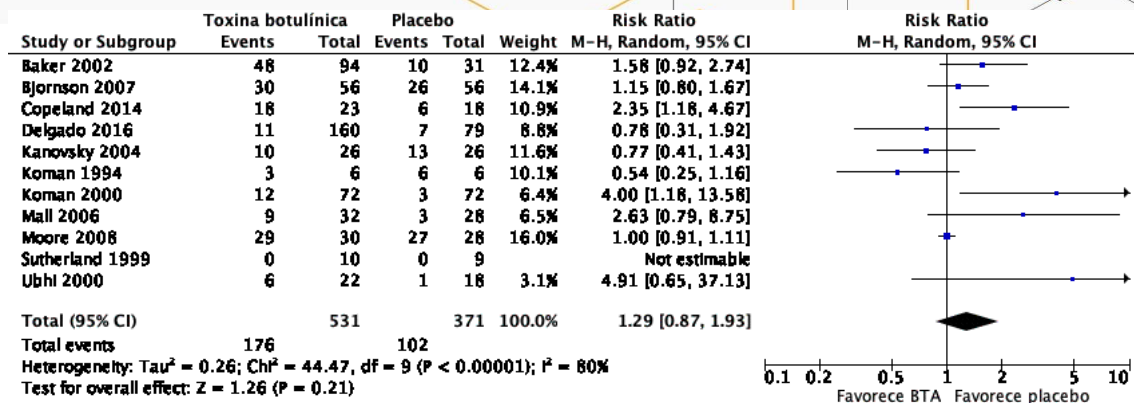 Toxina botulínica Placebo Risk Ratio Risk Ratio
Study or Subgroup Events Total Events Total Weight M-H, Random, 95% CI M-H, Random, 95% CI
Baker 2002 48 94 10 31 12.4% 1.58 [0.92, 2.74]
Bjornson 2007 30 56 26 56 14.1% 1.15 [0.80, 1.67]
Copeland 2014 18 23 6 18 10.9% 2.35 [1.18, 4.67]
Delgado 2016 11 160 7 79 8.8% 0.78 [0.31, 1.92]
Kanovsky 2004 10 26 13 26 11.6% 0.77 [0.41, 1.43]
Koman 1994 3 6 6 6 10.1% 0.54 [0.25, 1.16]
Koman 2000 12 72 3 72 6.4% 4.00 [1.18, 13.58]
Mall 2006 9 32 3 28 6.5% 2.63 [0.79, 8.75]
Moore 2008 29 30 27 28 16.0% 1.00 [0.91, 1.11]
Sutherland 1999 0 10 0 9 Not estimable
Ubhi 2000 6 22 1 18 3.1% 4.91 [0.65, 37.13]
Total (95% CI) 531 371 100.0% 1.29 [0.87, 1.93]
Total events 176 102
Heterogeneity: Tau² = 0.26; Chi² = 44.47, df = 9 (P < 0.00001); I² = 80%
Test for overall effect: Z = 1.26 (P = 0.21)
0.1 0.2 0.5 1 2 5 10
Favorece BTA Favorece placebo